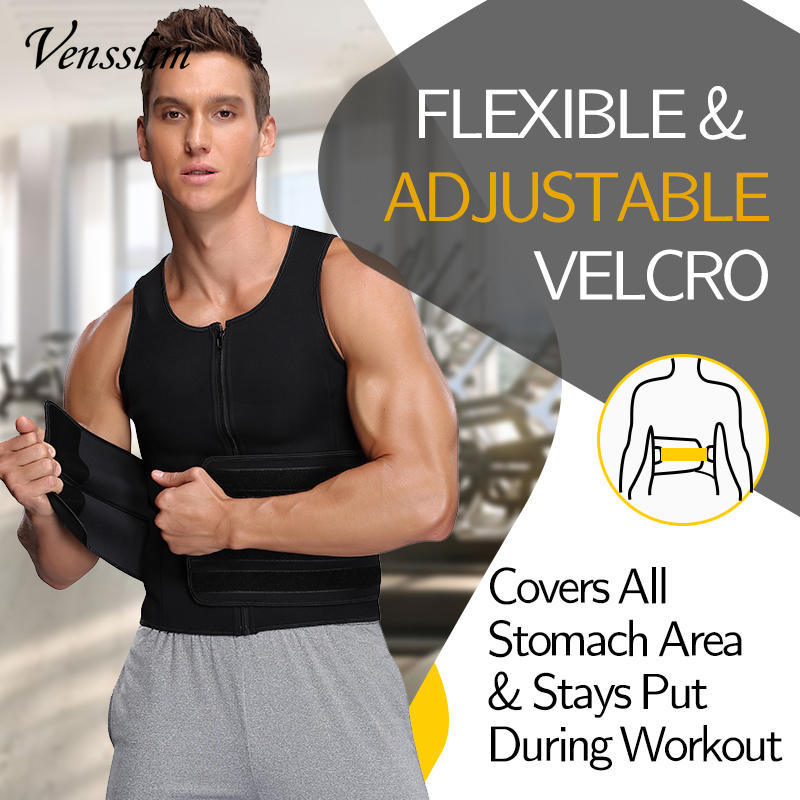 Vensslim
FLEXIBLE &
ADJUSTABLE
VELCRO
Covers All
Stomach Area
& Stays Put
During Workout